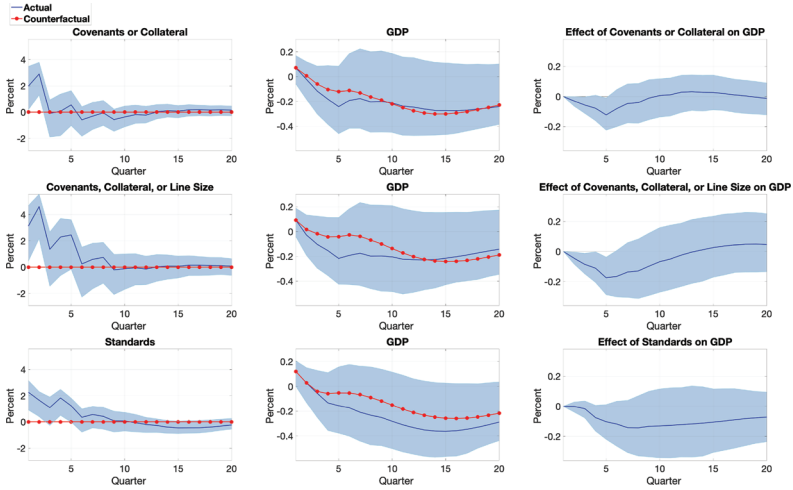 Actual
Counterfactual
Covenants or Collateral
Percent
4
2
0
-2
5
10
15
20
Quarter
GDP
Percent
0.2
0
-0.2
-0.4
5
10
15
20
Quarter
Effect of Covenants or Collateral on GDP
Percent
0.2
0
-0.2
5
10
15
20
Quarter
Covenants, Collateral, or Line Size
Percent
4
2
0
-2
5
10
15
20
Quarter
GDP
Percent
0.2
0
-0.2
-0.4
5
10
15
20
Quarter
Effect of Covenants, Collateral, or Line Size on GDP
Percent
0.2
0
-0.2
5
10
15
20
Quarter
Standards
Percent
4
2
0
-2
5
10
15
20
Quarter
GDP
Percent
0.2
0
-0.2
-0.4
5
10
15
20
Quarter
Effect of Standards on GDP
Percent
0.2
0
-0.2
5
10
15
20
Quarter